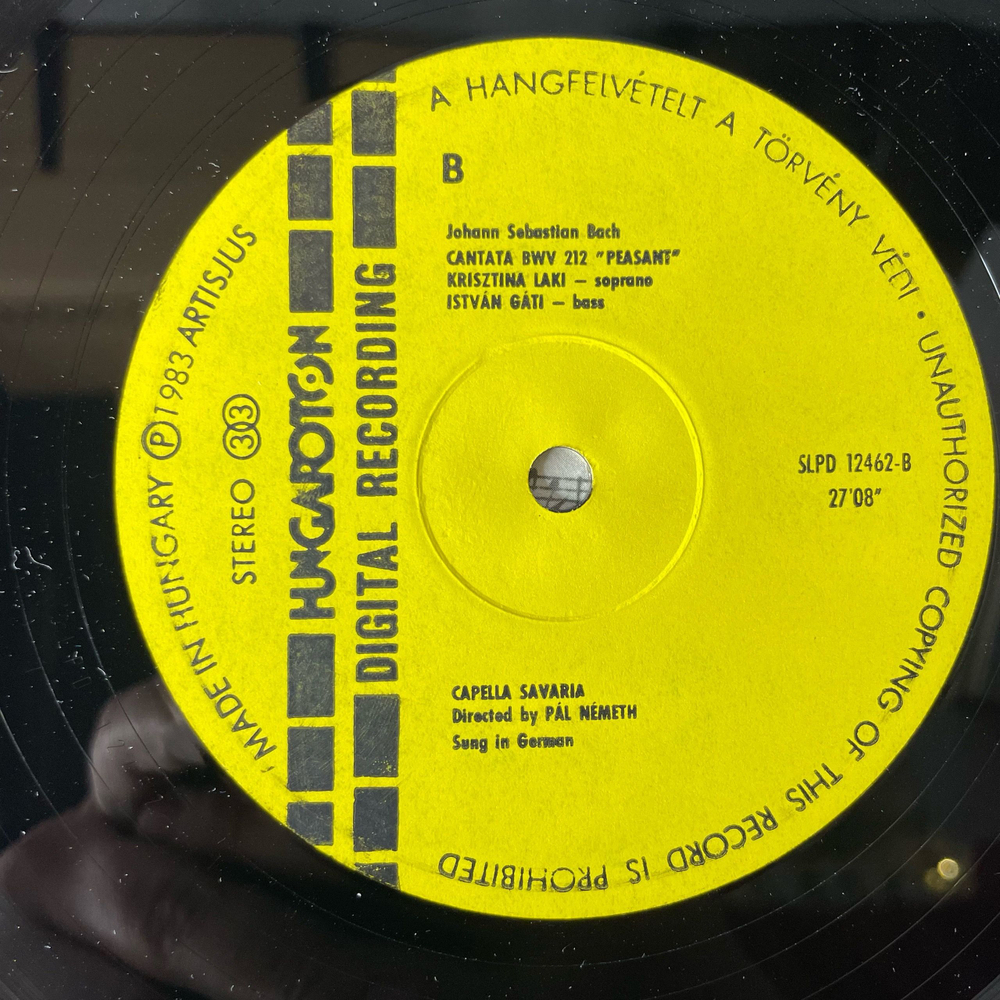 A HANGFELVÉTELT A TÖRVÉNY VÉDI • UNAUTHORIZED COPYING OF THIS RECORD IS PROHIBITED
MADE IN HUNGARY Ⓟ 1983 ARTISJUS
STEREO 33
HUNGAROTON
DIGITAL RECORDING
B
Johann Sebastian Bach
CANTATA BWV 212 "PEASANT"
KRISZTINA LAKI — soprano
ISTVÁN GÁTI — bass
SLPD 12462-B
27'08"
CAPELLA SAVARIA
Directed by PÁL NÉMETH
Sung in German